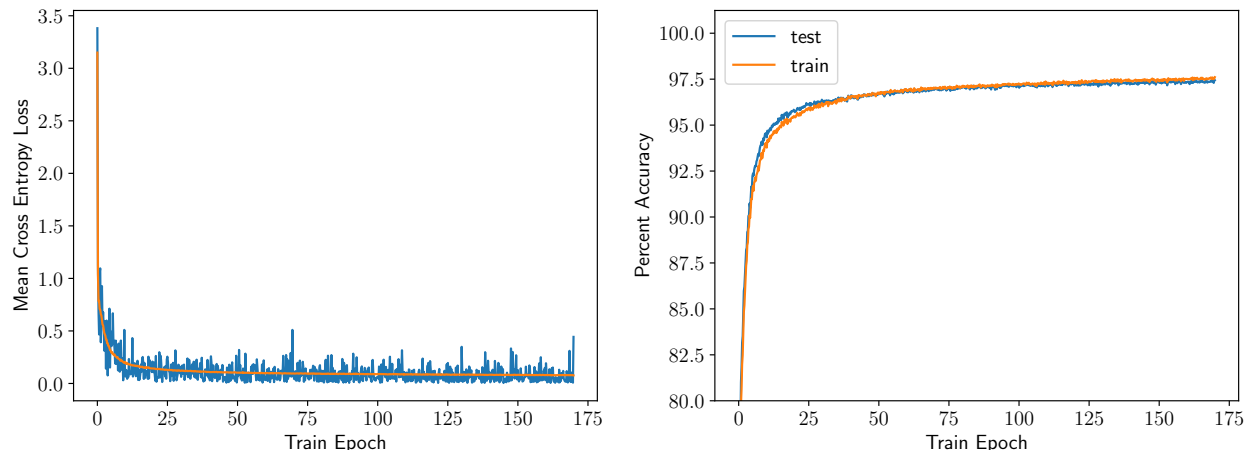 3.5
3.0
2.5
2.0
1.5
1.0
0.5
0.0
Mean Cross Entropy Loss
0 25 50 75 100 125 150 175
Train Epoch
100.0
97.5
95.0
92.5
90.0
87.5
85.0
82.5
80.0
Percent Accuracy
test
train
0 25 50 75 100 125 150 175
Train Epoch